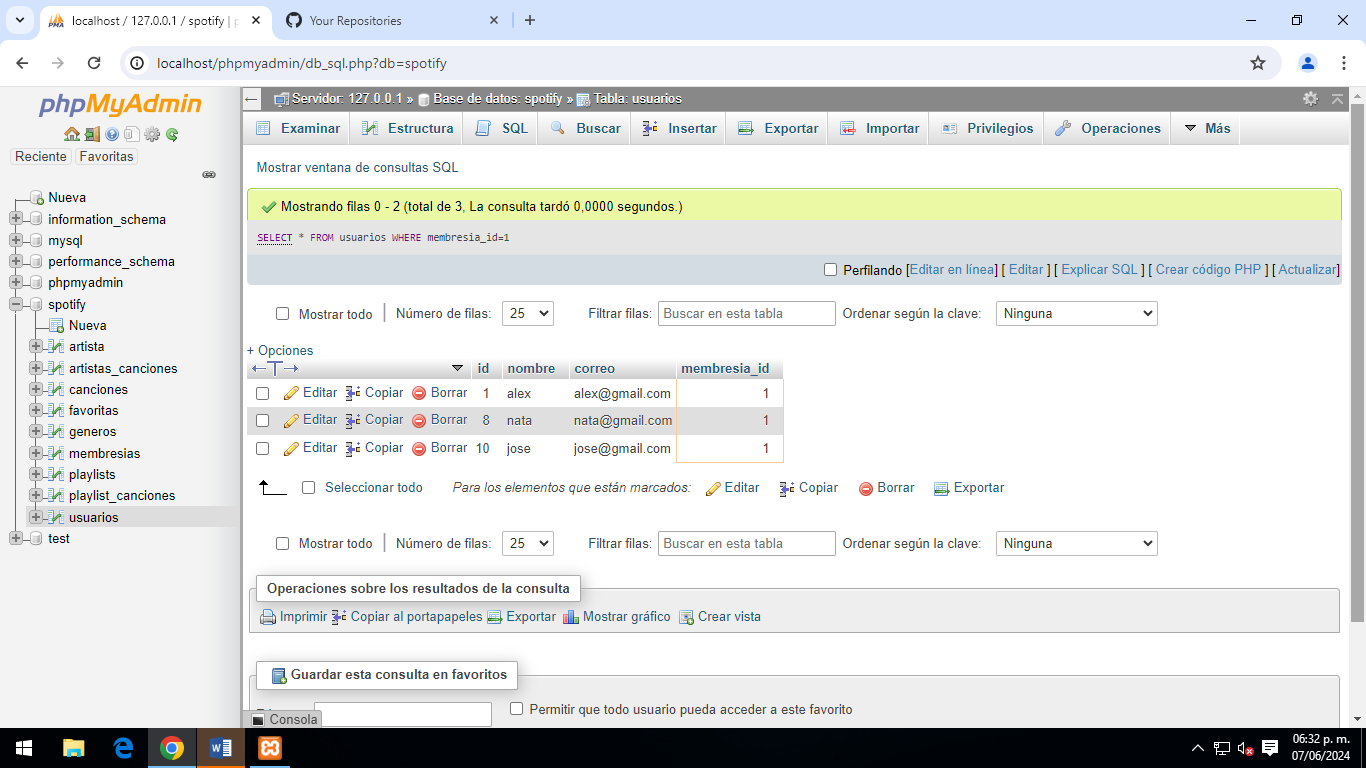 localhost / 127.0.0.1 / spotify | p
Your Repositories
localhost/phpmyadmin/db_sql.php?db=spotify
phpMyAdmin
Reciente Favoritas
Nueva
information_schema
mysql
performance_schema
phpmyadmin
spotify
Nueva
artista
artistas_canciones
canciones
favoritas
generos
membresias
playlists
playlist_canciones
usuarios
test
Servidor: 127.0.0.1 » Base de datos: spotify » Tabla: usuarios
Examinar Estructura SQL Buscar Insertar Exportar Importar Privilegios Operaciones Más
Mostrar ventana de consultas SQL
Mostrando filas 0 - 2 (total de 3, La consulta tardó 0,0000 segundos.)
SELECT * FROM usuarios WHERE membresia_id=1
Perfilando [Editar en línea] [ Editar ] [ Explicar SQL ] [ Crear código PHP ] [ Actualizar]
Mostrar todo Número de filas: 25 Filtrar filas: Buscar en esta tabla Ordenar según la clave: Ninguna
+ Opciones
id nombre correo membresia_id
Editar Copiar Borrar 1 alex alex@gmail.com 1
Editar Copiar Borrar 8 nata nata@gmail.com 1
Editar Copiar Borrar 10 jose jose@gmail.com 1
Seleccionar todo Para los elementos que están marcados: Editar Copiar Borrar Exportar
Mostrar todo Número de filas: 25 Filtrar filas: Buscar en esta tabla Ordenar según la clave: Ninguna
Operaciones sobre los resultados de la consulta
Imprimir Copiar al portapapeles Exportar Mostrar gráfico Crear vista
Guardar esta consulta en favoritos
Permitir que todo usuario pueda acceder a este favorito
Consola
06:32 p. m.
07/06/2024